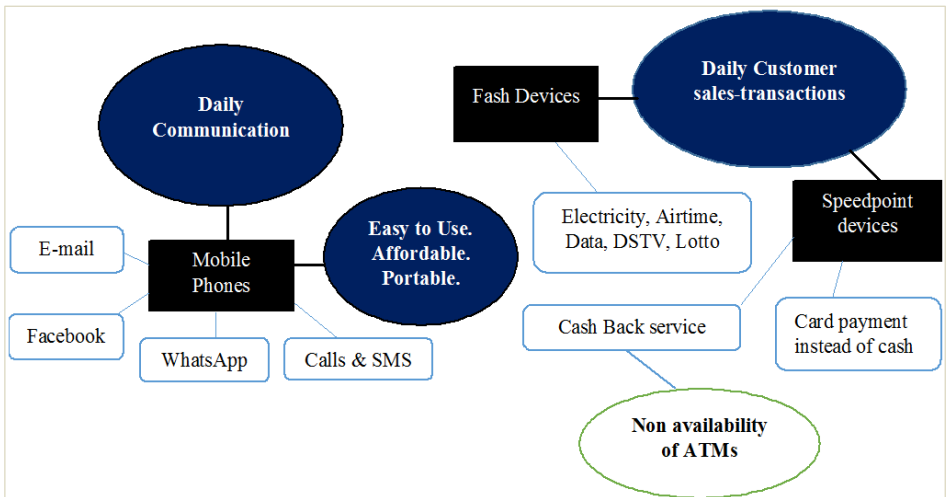 Daily
Communication
Easy to Use.
Affordable.
Portable.
Mobile
Phones
E-mail
Facebook
WhatsApp
Calls & SMS
Fash Devices
Daily Customer
sales-transactions
Electricity, Airtime,
Data, DSTV, Lotto
Speedpoint
devices
Cash Back service
Card payment
instead of cash
Non availability
of ATMs